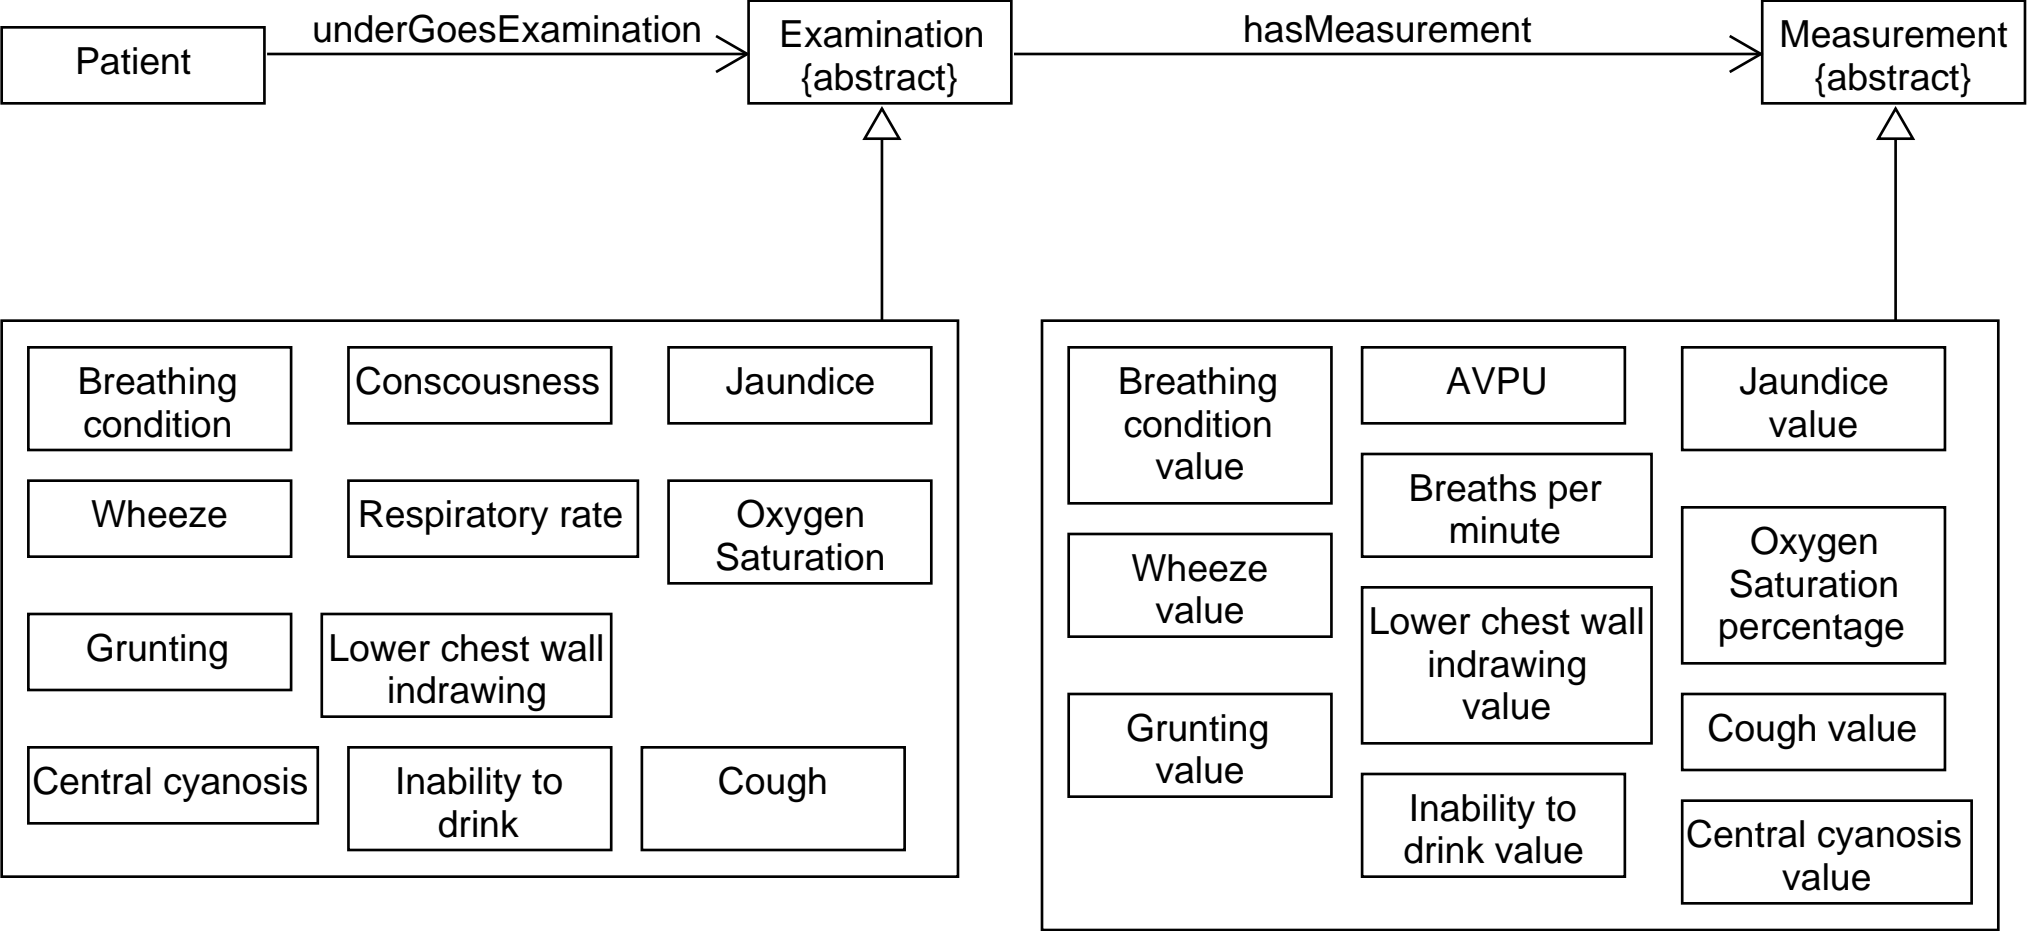 Patient
underGoesExamination
Examination
{abstract}
hasMeasurement
Measurement
{abstract}
Breathing
condition
Conscousness
Jaundice
Wheeze
Respiratory rate
Oxygen
Saturation
Grunting
Lower chest wall
indrawing
Central cyanosis
Inability to
drink
Cough
Breathing
condition
value
AVPU
Jaundice
value
Breaths per
minute
Wheeze
value
Oxygen
Saturation
percentage
Lower chest wall
indrawing
value
Grunting
value
Cough value
Inability to
drink value
Central cyanosis
value